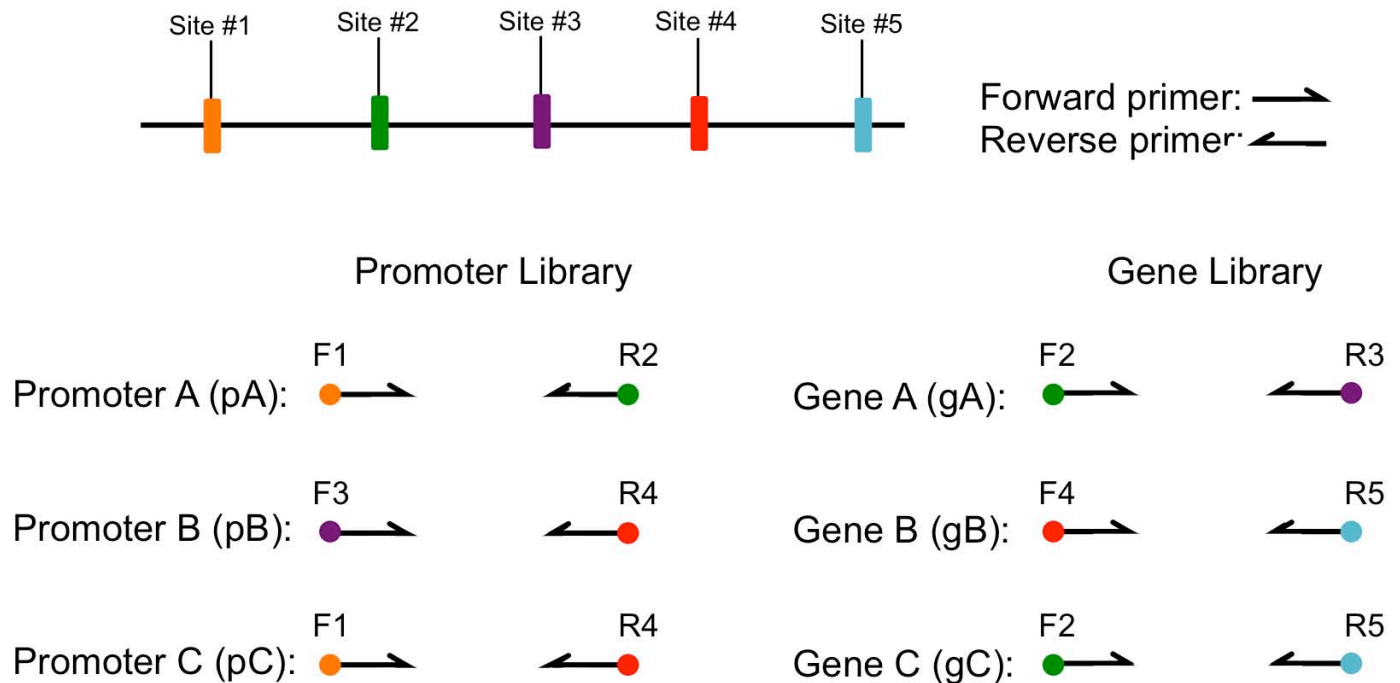 Site #1 Site #2 Site #3 Site #4 Site #5
Forward primer:
Reverse primer:
Promoter Library Gene Library
F1 R2 F2 R3
Promoter A (pA): Gene A (gA):
F3 R4 F4 R5
Promoter B (pB): Gene B (gB):
F1 R4 F2 R5
Promoter C (pC): Gene C (gC):